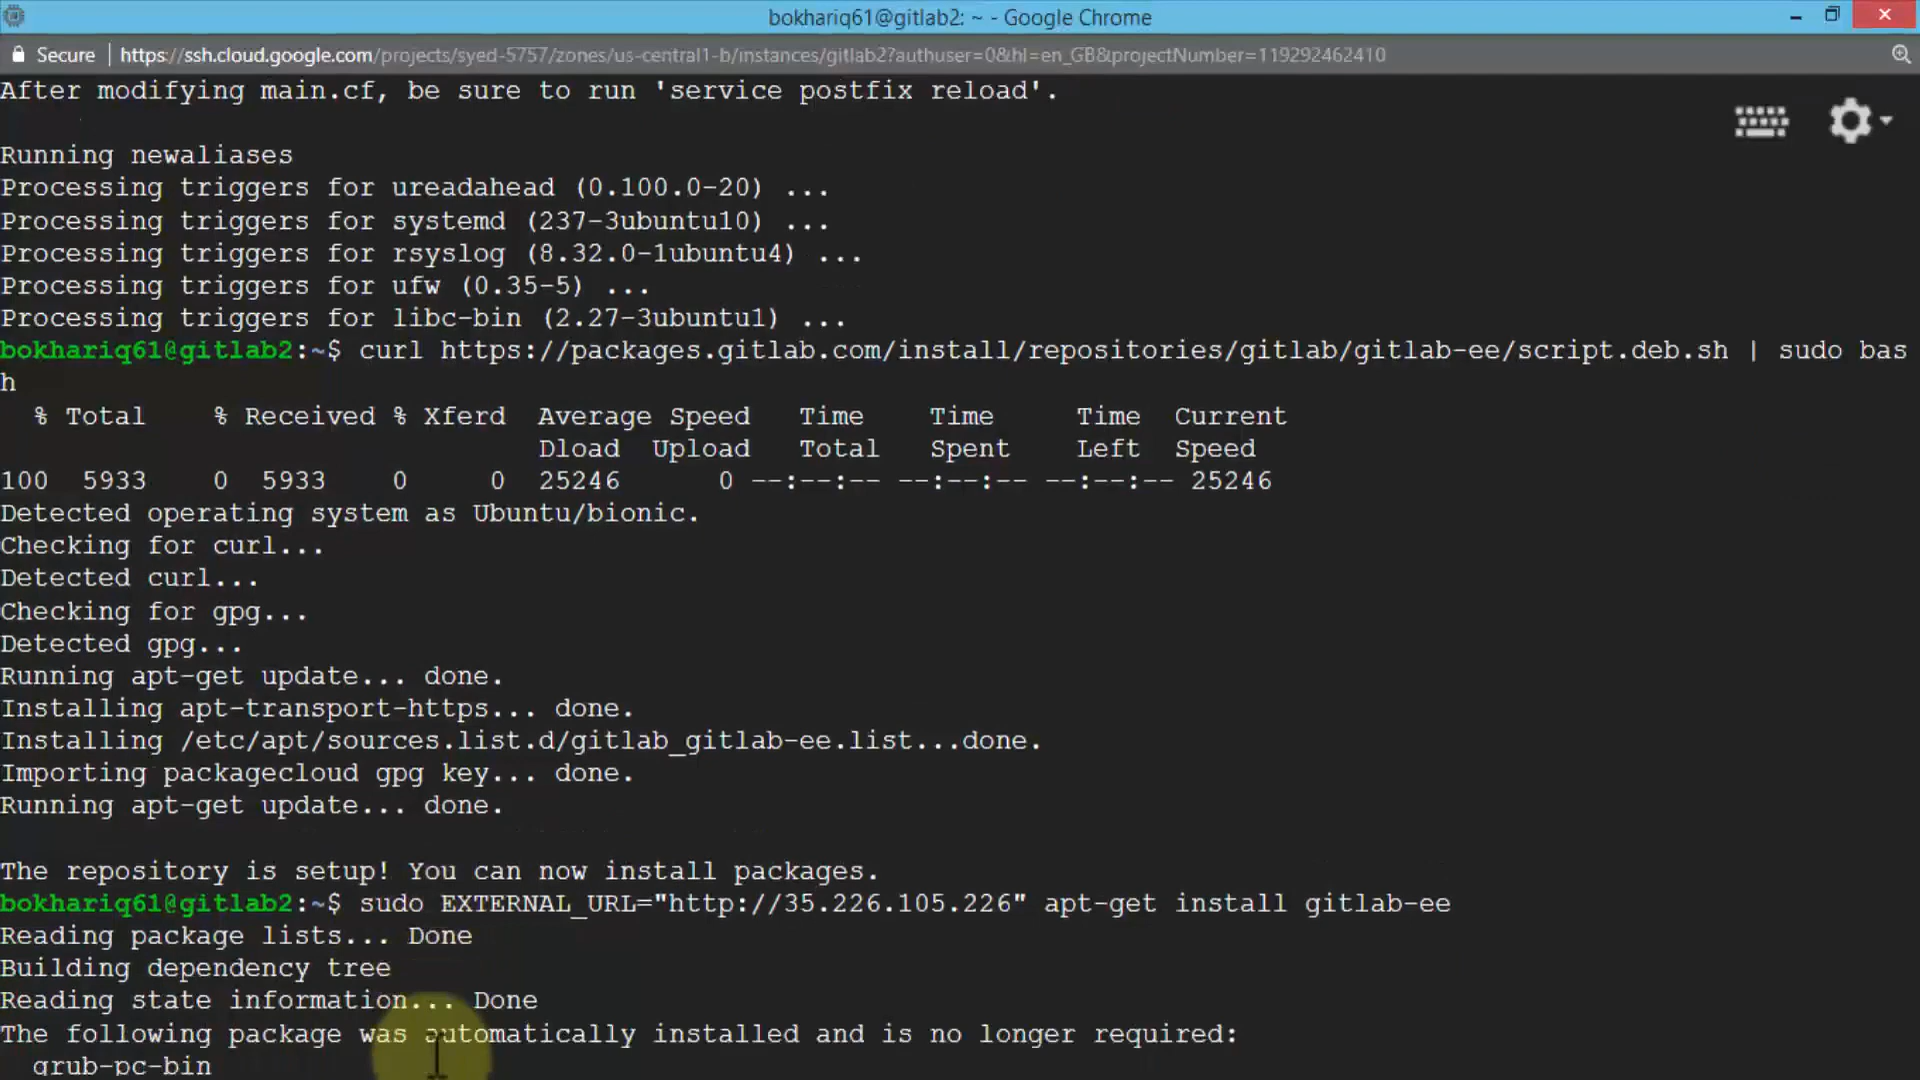 bokhariq61@gitlab2: ~ - Google Chrome
Secure | https://ssh.cloud.google.com/projects/syed-5757/zones/us-central1-b/instances/gitlab2?authuser=0&hl=en_GB&projectNumber=119292462410
After modifying main.cf, be sure to run 'service postfix reload'.
Running newaliases
Processing triggers for ureadahead (0.100.0-20) ...
Processing triggers for systemd (237-3ubuntu10) ...
Processing triggers for rsyslog (8.32.0-1ubuntu4) ...
Processing triggers for ufw (0.35-5) ...
Processing triggers for libc-bin (2.27-3ubuntu1) ...
bokhariq61@gitlab2:~$ curl https://packages.gitlab.com/install/repositories/gitlab/gitlab-ee/script.deb.sh | sudo bas
h
% Total % Received % Xferd Average Speed Time Time Time Current
Dload Upload Total Spent Left Speed
100 5933 0 5933 0 0 25246 0 --:--:-- --:--:-- --:--:-- 25246
Detected operating system as Ubuntu/bionic.
Checking for curl...
Detected curl...
Checking for gpg...
Detected gpg...
Running apt-get update... done.
Installing apt-transport-https... done.
Installing /etc/apt/sources.list.d/gitlab_gitlab-ee.list...done.
Importing packagecloud gpg key... done.
Running apt-get update... done.
The repository is setup! You can now install packages.
bokhariq61@gitlab2:~$ sudo EXTERNAL_URL="http://35.226.105.226" apt-get install gitlab-ee
Reading package lists... Done
Building dependency tree
Reading state information... Done
The following package was automatically installed and is no longer required:
grub-pc-bin